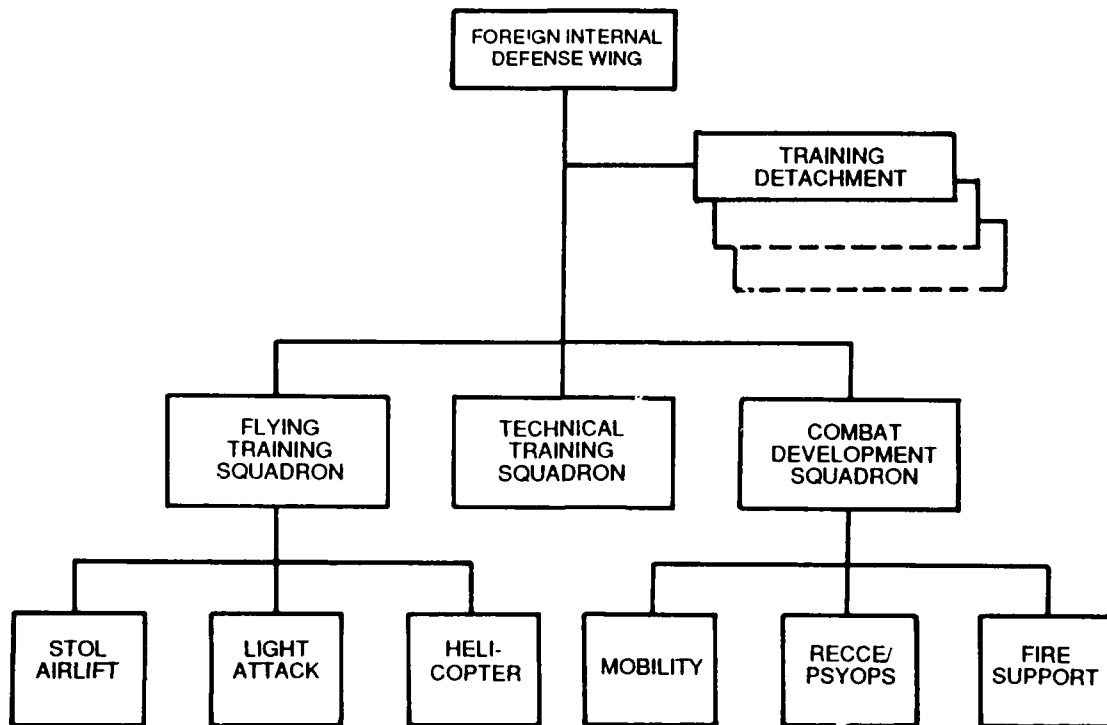 FOREIGN INTERNAL
DEFENSE WING
TRAINING
DETACHMENT
FLYING
TRAINING
SQUADRON
TECHNICAL
TRAINING
SQUADRON
COMBAT
DEVELOPMENT
SQUADRON
STOL
AIRLIFT
LIGHT
ATTACK
HELI-
COPTER
MOBILITY
RECCE/
PSYOPS
FIRE
SUPPORT